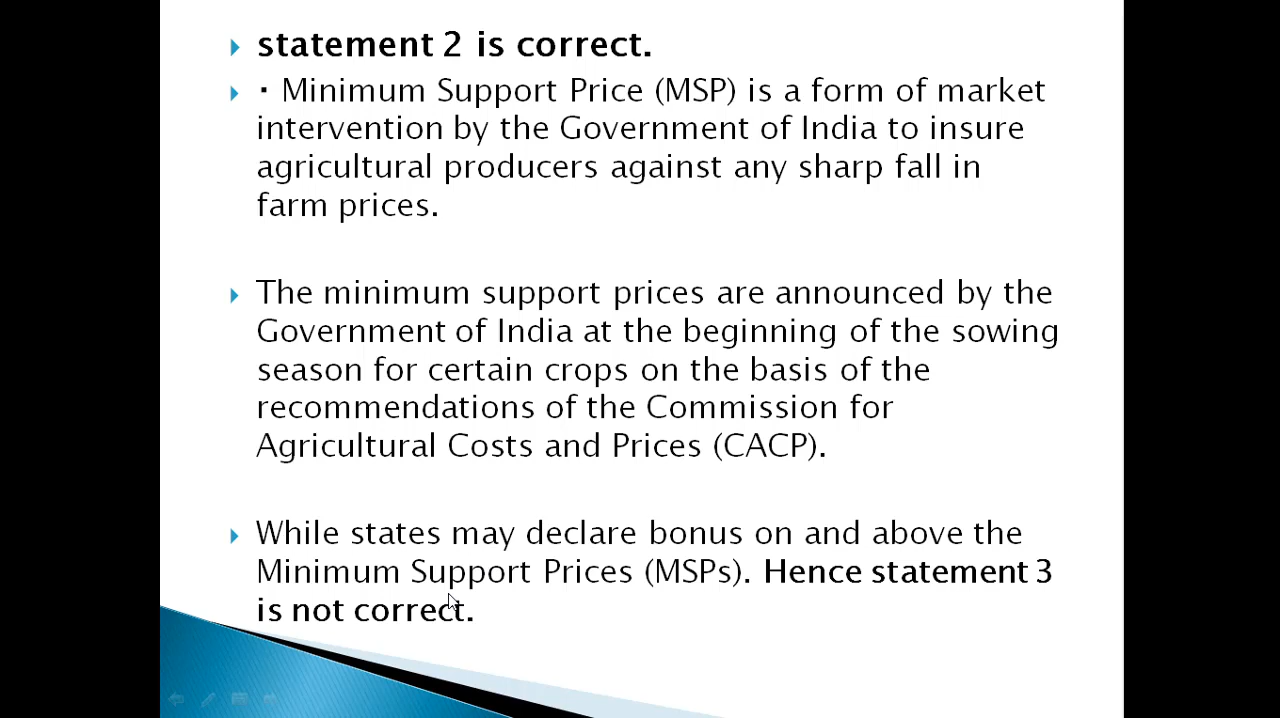 statement 2 is correct.
· Minimum Support Price (MSP) is a form of market
intervention by the Government of India to insure
agricultural producers against any sharp fall in
farm prices.
The minimum support prices are announced by the
Government of India at the beginning of the sowing
season for certain crops on the basis of the
recommendations of the Commission for
Agricultural Costs and Prices (CACP).
While states may declare bonus on and above the
Minimum Support Prices (MSPs). Hence statement 3
is not correct.